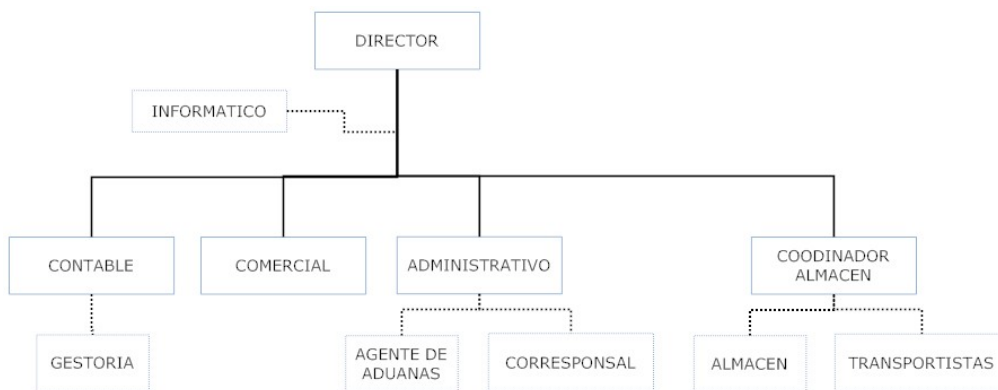 DIRECTOR
INFORMATICO
CONTABLE
COMERCIAL
ADMINISTRATIVO
COODINADOR
ALMACEN
GESTORIA
AGENTE DE
ADUANAS
CORRESPONSAL
ALMACEN
TRANSPORTISTAS